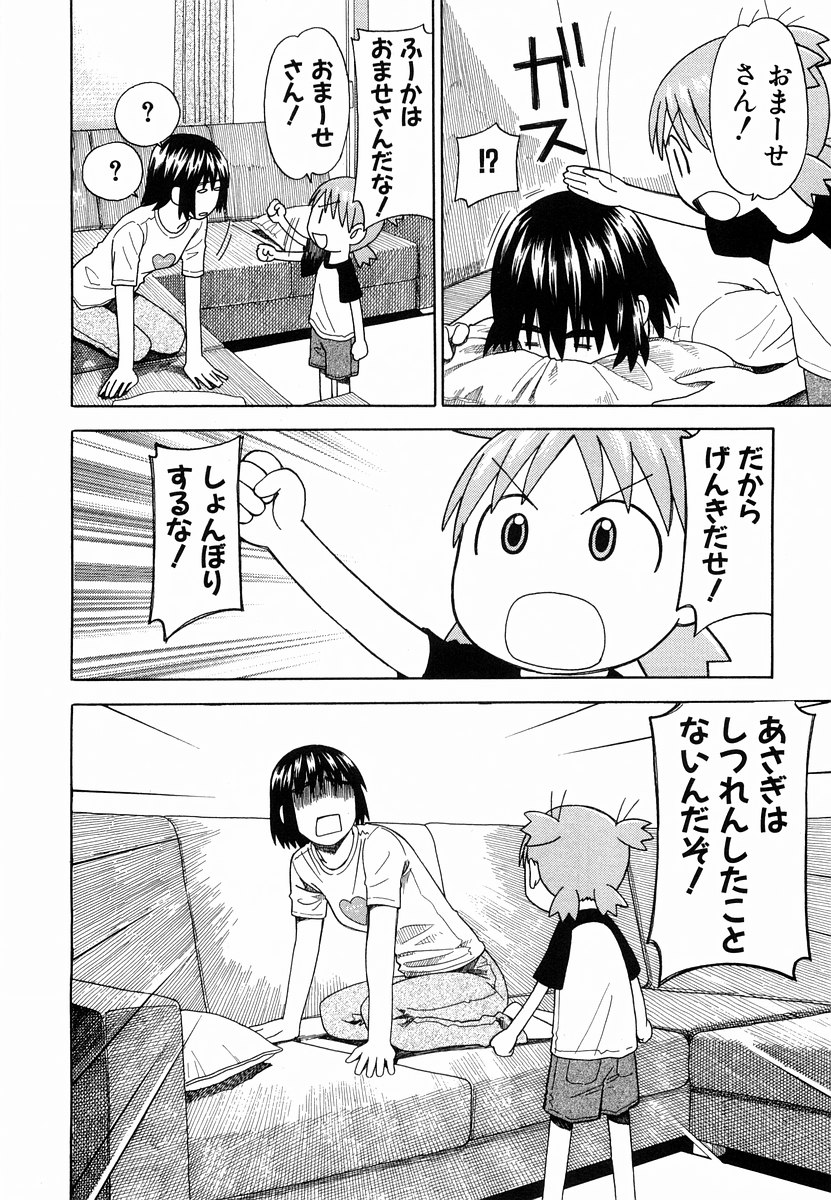 おまーせ
さん！
ガス
！？
ふーかは
おませさんだな！
おまーせ
さん！
？
？
だから
げんきだせ！
しょんぼり
するな！
あさぎは
しつれんしたこと
ないんだぞ！